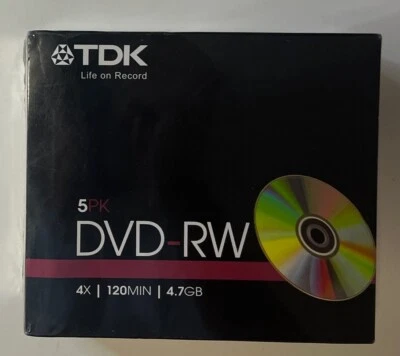 TDK
Life on Record
5PK
DVD-RW
4X | 120MIN | 4.7GB